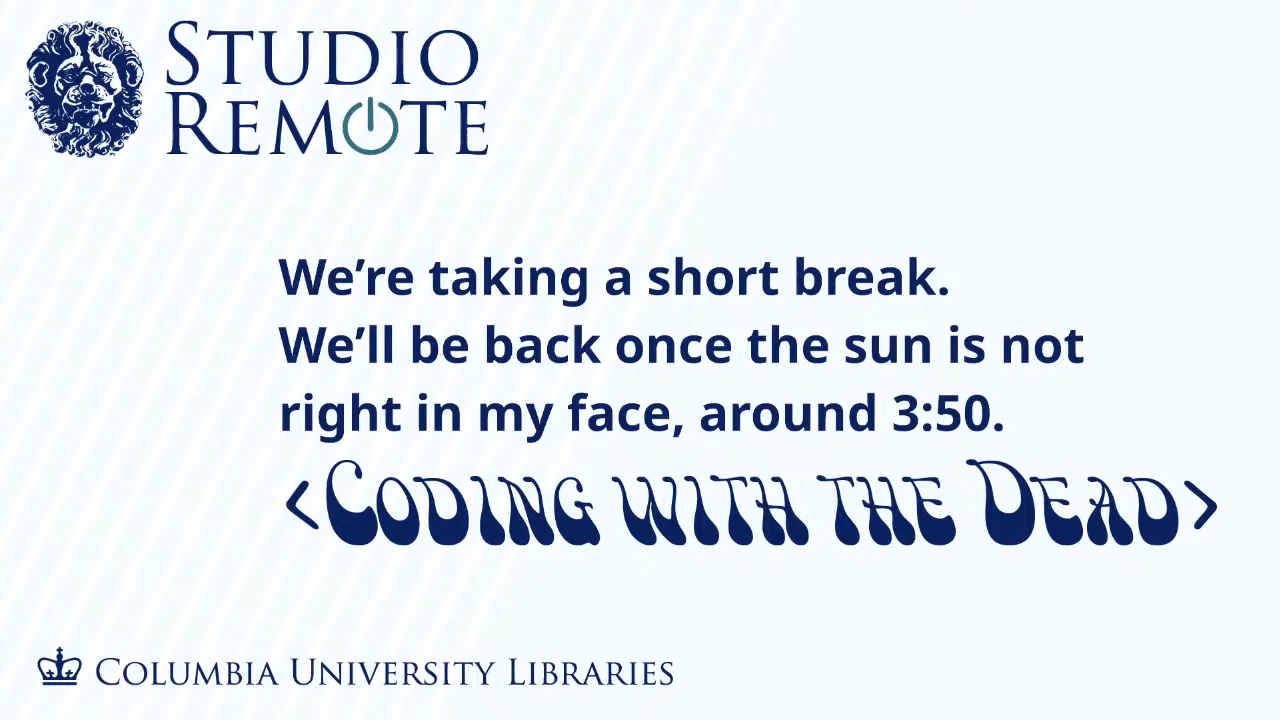 STUDIO
REMOTE
We’re taking a short break.
We’ll be back once the sun is not
right in my face, around 3:50.
<CODING WITH THE DEAD>
COLUMBIA UNIVERSITY LIBRARIES